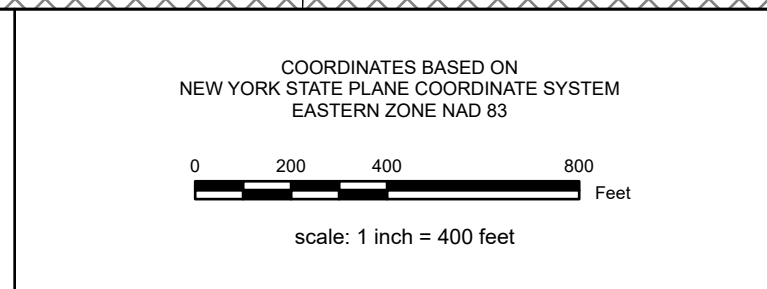 COORDINATES BASED ON
NEW YORK STATE PLANE COORDINATE SYSTEM
EASTERN ZONE NAD 83
0 200 400 800
Feet
scale: 1 inch = 400 feet